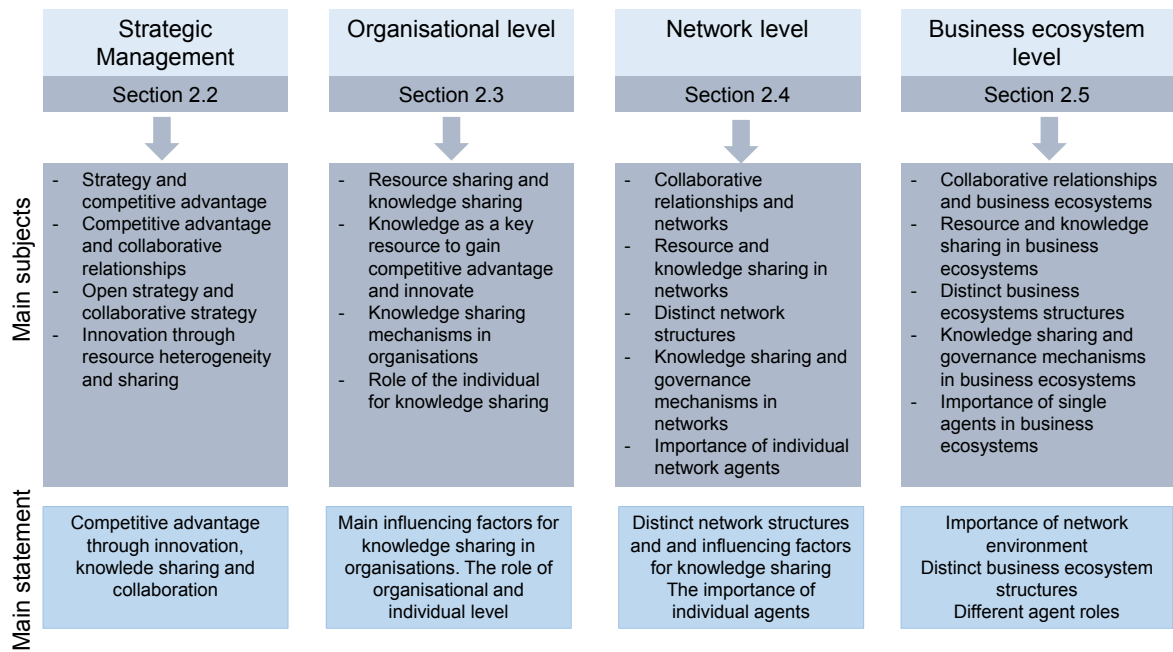 Strategic
Management
Section 2.2
Organisational level
Section 2.3
Network level
Section 2.4
Business ecosystem
level
Section 2.5
Main subjects
- Strategy and
competitive advantage
- Competitive advantage
and collaborative
relationships
- Open strategy and
collaborative strategy
- Innovation through
resource heterogeneity
and sharing
- Resource sharing and
knowledge sharing
- Knowledge as a key
resource to gain
competitive advantage
and innovate
- Knowledge sharing
mechanisms in
organisations
- Role of the individual
for knowledge sharing
- Collaborative
relationships and
networks
- Resource and
knowledge sharing in
networks
- Distinct network
structures
- Knowledge sharing and
governance
mechanisms in
networks
- Importance of individual
network agents
- Collaborative relationships
and business ecosystems
- Resource and knowledge
sharing in business
ecosystems
- Distinct business
ecosystems structures
- Knowledge sharing and
governance mechanisms
in business ecosystems
- Importance of single
agents in business
ecosystems
Main statement
Competitive advantage
through innovation,
knowlede sharing and
collaboration
Main influencing factors for
knowledge sharing in
organisations. The role of
organisational and
individual level
Distinct network structures
and and influencing factors
for knowledge sharing
The importance of
individual agents
Importance of network
environment
Distinct business ecosystem
structures
Different agent roles